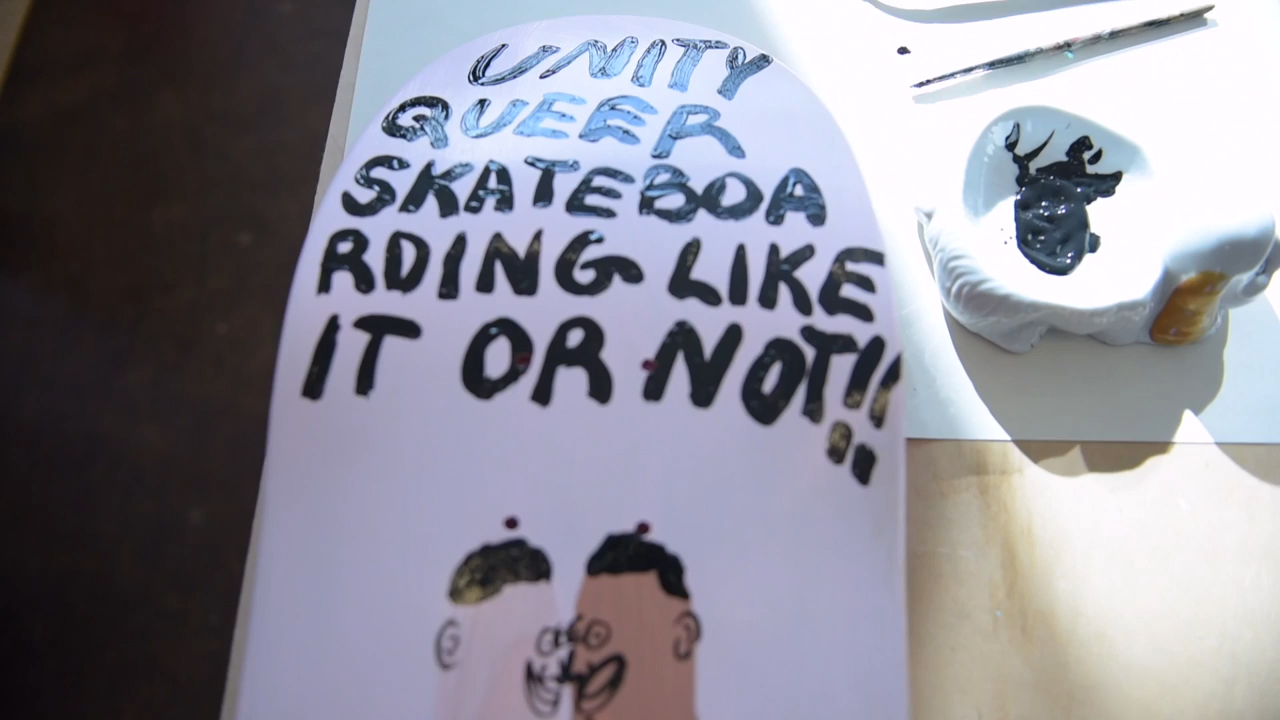 UNITY
QUEER
SKATEBOA
RDING LIKE
IT OR NOT!!